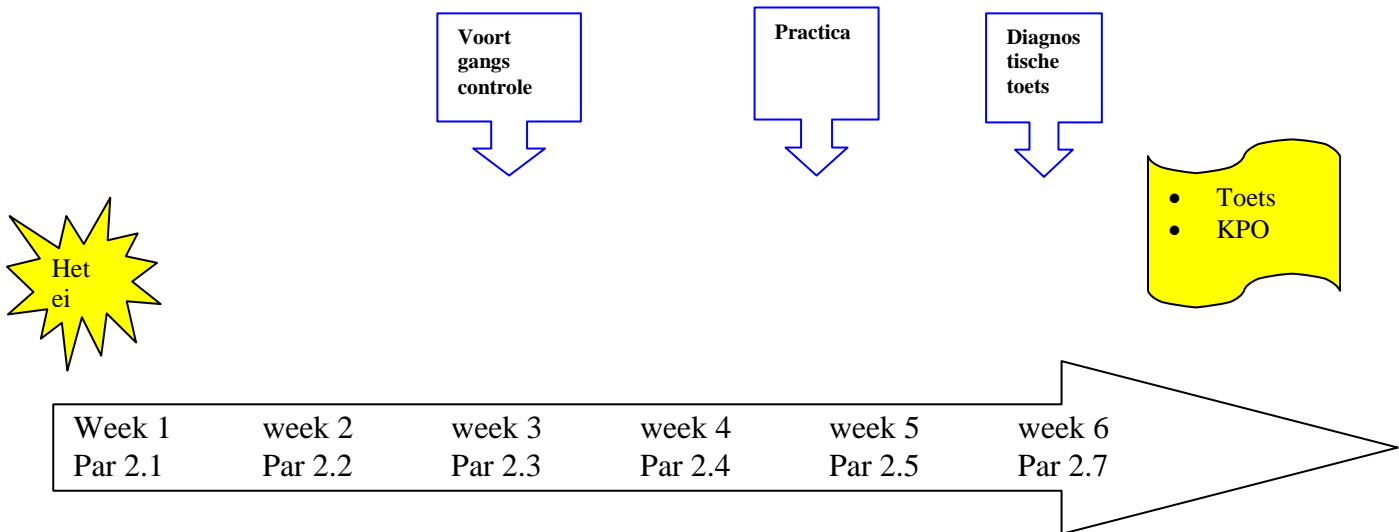 Voort
gangs
controle
Practica
Diagnos
tische
toets
• Toets
• KPO
Het
ei
Week 1 week 2 week 3 week 4 week 5 week 6
Par 2.1 Par 2.2 Par 2.3 Par 2.4 Par 2.5 Par 2.7